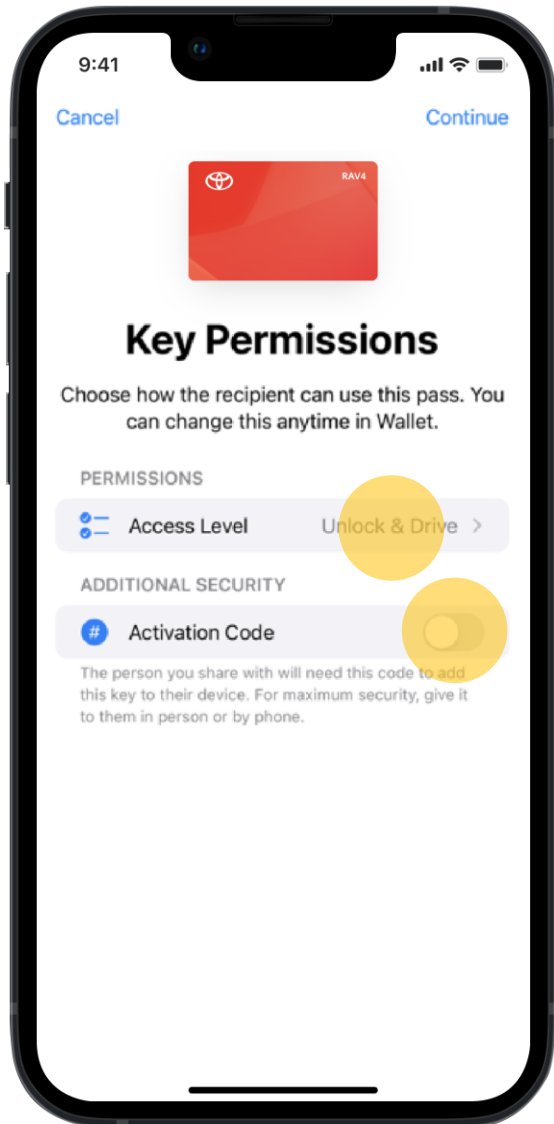 9:41
Cancel
Continue
RAV4
Key Permissions
Choose how the recipient can use this pass. You
can change this anytime in Wallet.
PERMISSIONS
Access Level Unlock & Drive
ADDITIONAL SECURITY
# Activation Code
The person you share with will need this code to add
this key to their device. For maximum security, give it
to them in person or by phone.